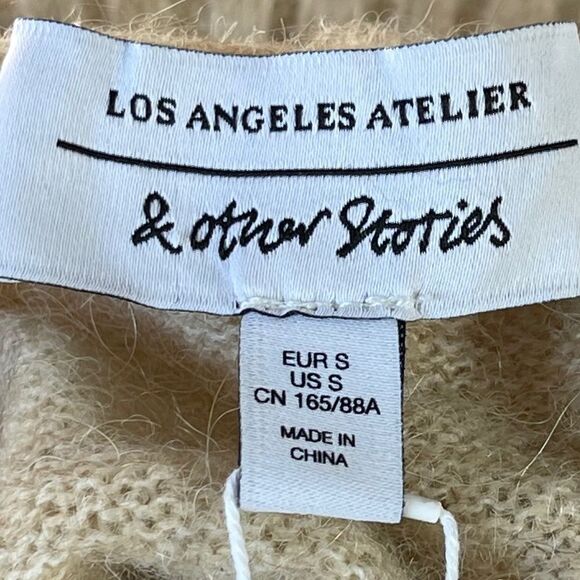 LOS ANGELES ATELIER
& other Stories
EUR S
US S
CN 165/88A
MADE IN
CHINA